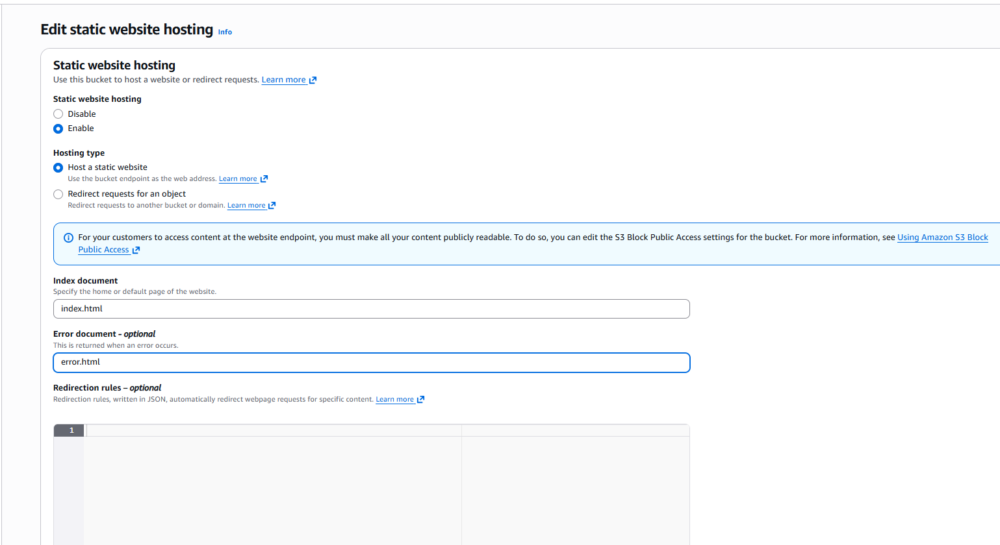 Edit static website hosting Info
Static website hosting
Use this bucket to host a website or redirect requests. Learn more
Static website hosting
Disable
Enable
Hosting type
Host a static website
Use the bucket endpoint as the web address. Learn more
Redirect requests for an object
Redirect requests to another bucket or domain. Learn more
For your customers to access content at the website endpoint, you must make all your content publicly readable. To do so, you can edit the S3 Block Public Access settings for the bucket. For more information, see Using Amazon S3 Block
Public Access
Index document
Specify the home or default page of the website.
index.html
Error document - optional
This is returned when an error occurs.
error.html
Redirection rules – optional
Redirection rules, written in JSON, automatically redirect webpage requests for specific content. Learn more
1